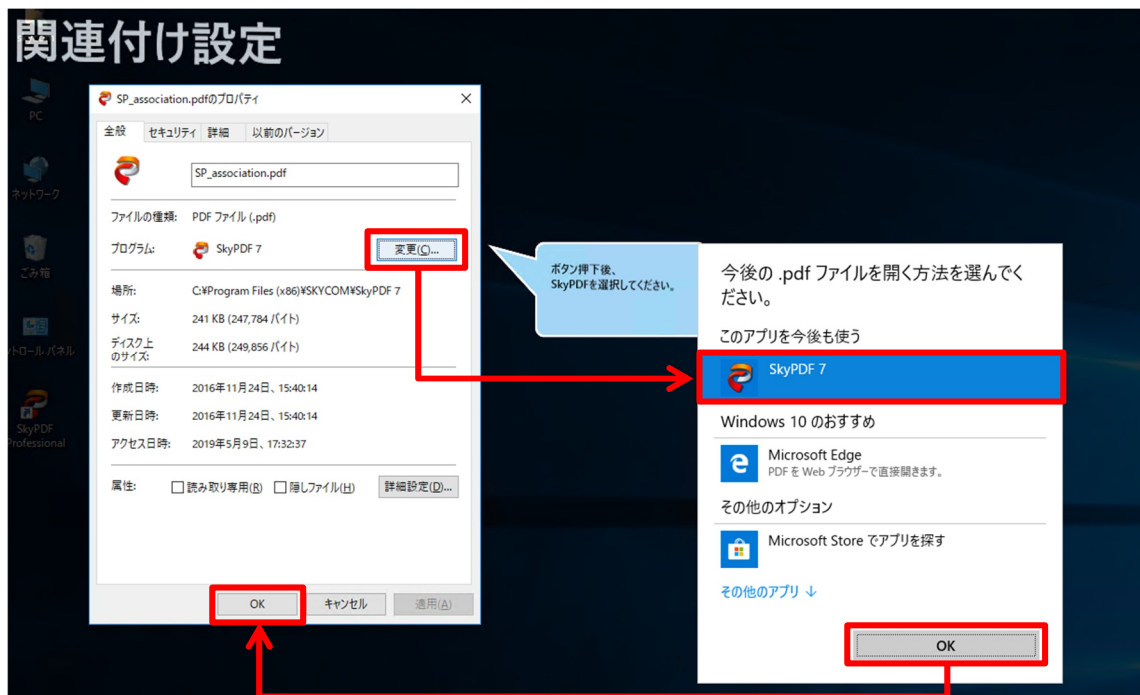 関連付け設定
PC
ネットワーク
ごみ箱
トロール パネル
SkyPDF
Professional
SP_association.pdfのプロパティ
全般 セキュリティ 詳細 以前のバージョン
SP_association.pdf
ファイルの種類: PDF ファイル (.pdf)
プログラム: SkyPDF 7 変更(C)...
場所: C:¥Program Files (x86)¥SKYCOM¥SkyPDF 7
サイズ: 241 KB (247,784 バイト)
ディスク上
のサイズ: 244 KB (249,856 バイト)
作成日時: 2016年11月24日、15:40:14
更新日時: 2016年11月24日、15:40:14
アクセス日時: 2019年5月9日、17:32:37
属性: 読み取り専用(R) 隠しファイル(H) 詳細設定(D)...
OK キャンセル 適用(A)
ボタン押下後、
SkyPDFを選択してください。
今後の .pdf ファイルを開く方法を選んでく
ださい。
このアプリを今後も使う
SkyPDF 7
Windows 10 のおすすめ
Microsoft Edge
PDF を Web ブラウザーで直接開きます。
その他のオプション
Microsoft Store でアプリを探す
その他のアプリ ↓
OK